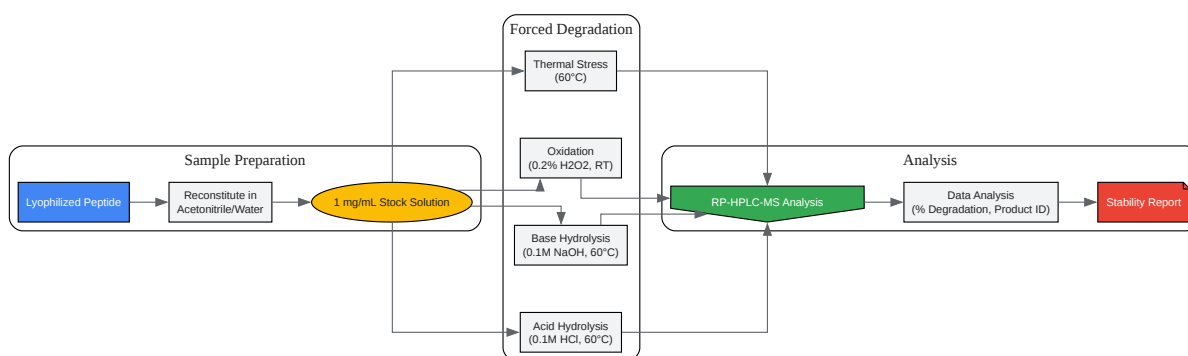 Forced Degradation
Thermal Stress
(60°C)
Oxidation
(0.2% H2O2, RT)
Base Hydrolysis
(0.1M NaOH, 60°C)
Acid Hydrolysis
(0.1M HCl, 60°C)
Sample Preparation
Lyophilized Peptide
Reconstitute in
Acetonitrile/Water
1 mg/mL Stock Solution
Analysis
RP-HPLC-MS Analysis
Data Analysis
(% Degradation, Product ID)
Stability Report